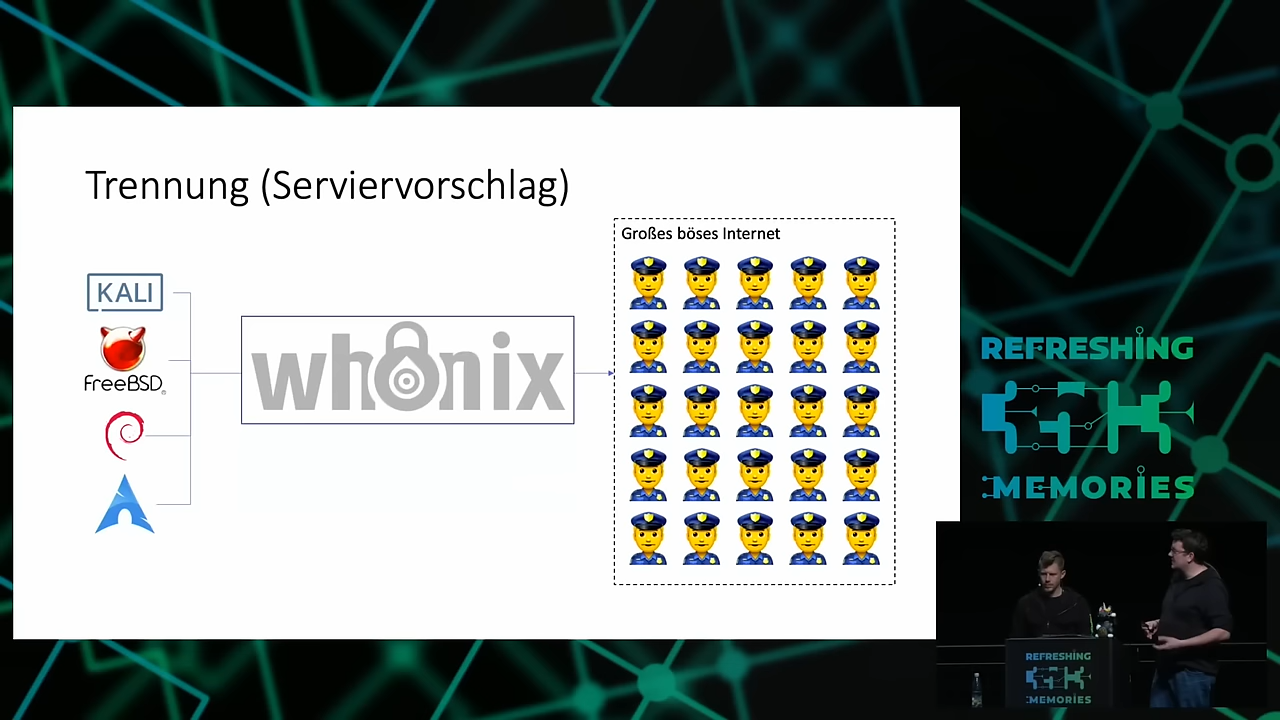 Trennung (Serviervorschlag)
Großes böses Internet
KALI
FreeBSD
whonix
REFRESHING
MEMORIES
REFRESHING
MEMORIES